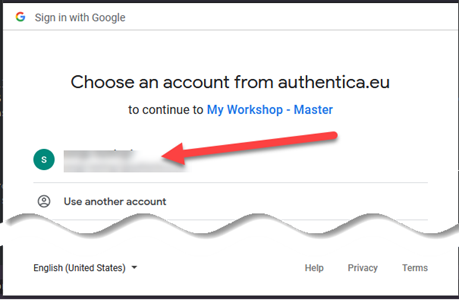 Sign in with Google
Choose an account from authentica.eu
to continue to My Workshop - Master
S
Use another account
English (United States)
Help Privacy Terms